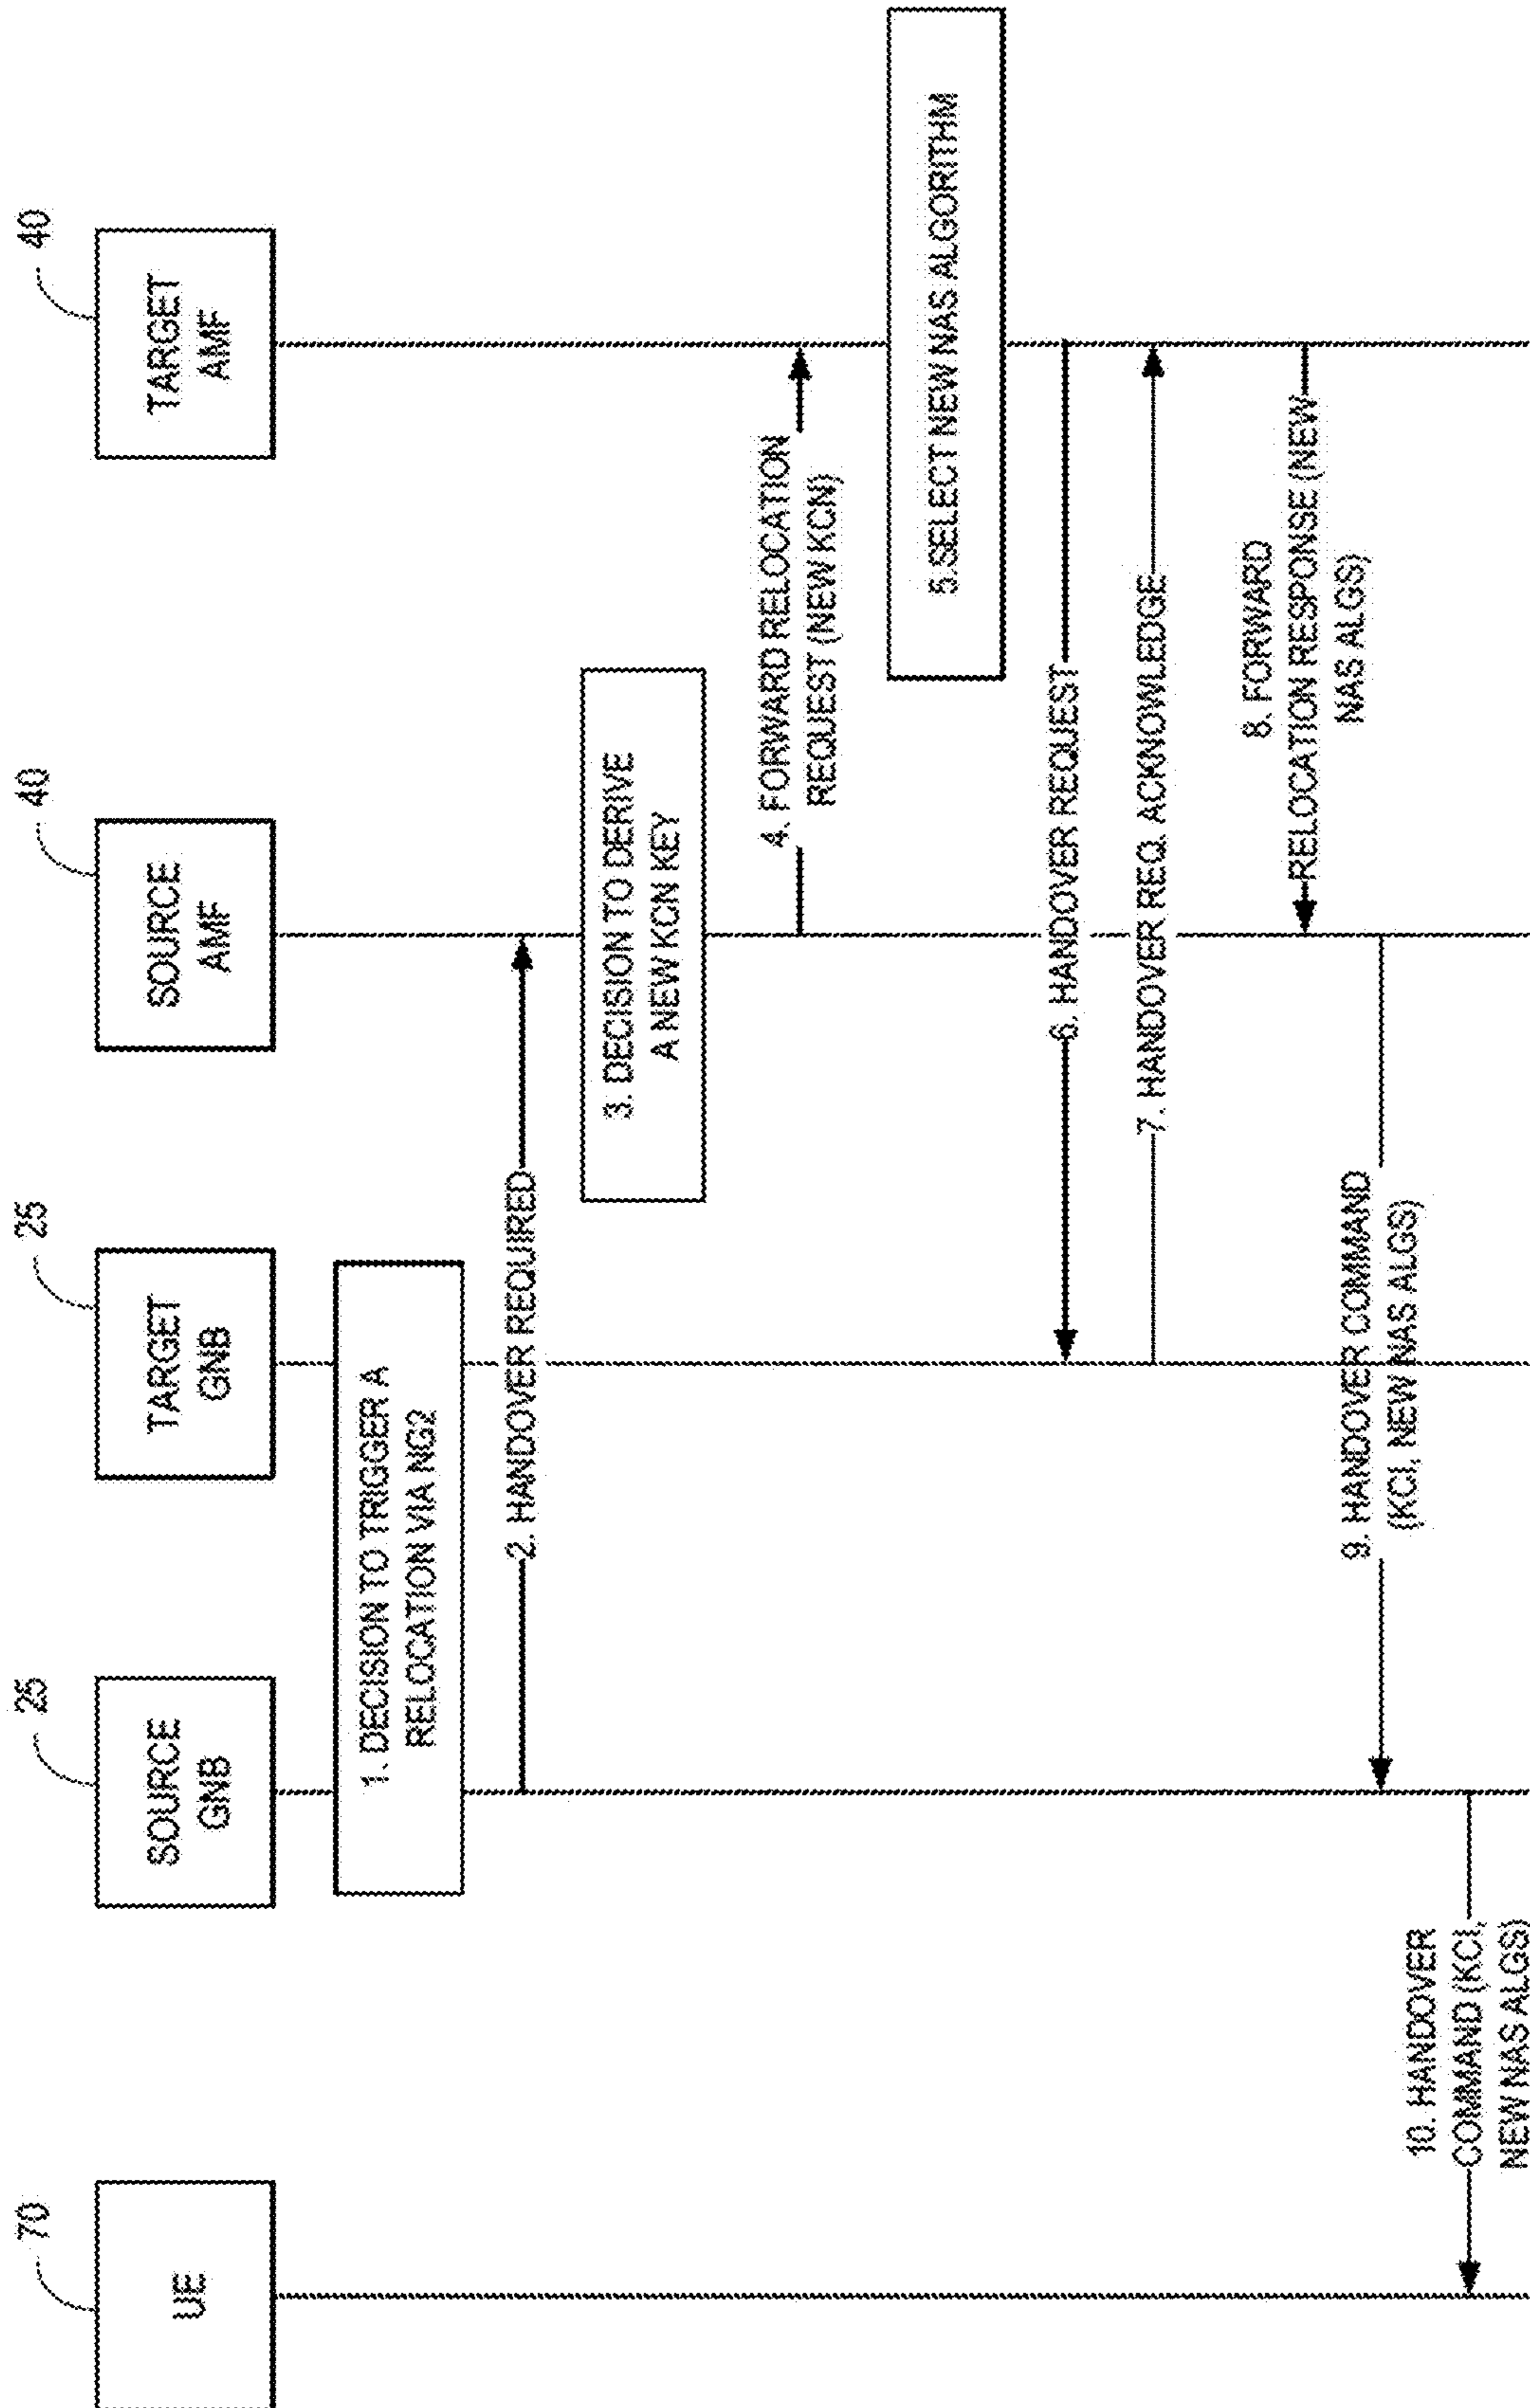 70
UE
25
SOURCE
GNB
25
TARGET
GNB
40
SOURCE
AMF
40
TARGET
AMF
1. DECISION TO TRIGGER A
RELOCATION VIA NG2
2. HANDOVER REQUIRED
3. DECISION TO DERIVE
A NEW KCN KEY
4. FORWARD RELOCATION
REQUEST (NEW KCN)
5.SELECT NEW NAS ALGORITHM
6. HANDOVER REQUEST
7. HANDOVER REQ. ACKNOWLEDGE
8. FORWARD
RELOCATION RESPONSE (NEW
NAS ALGS)
9. HANDOVER COMMAND
(KCI, NEW NAS ALGS)
10. HANDOVER
COMMAND (KCI,
NEW NAS ALGS)